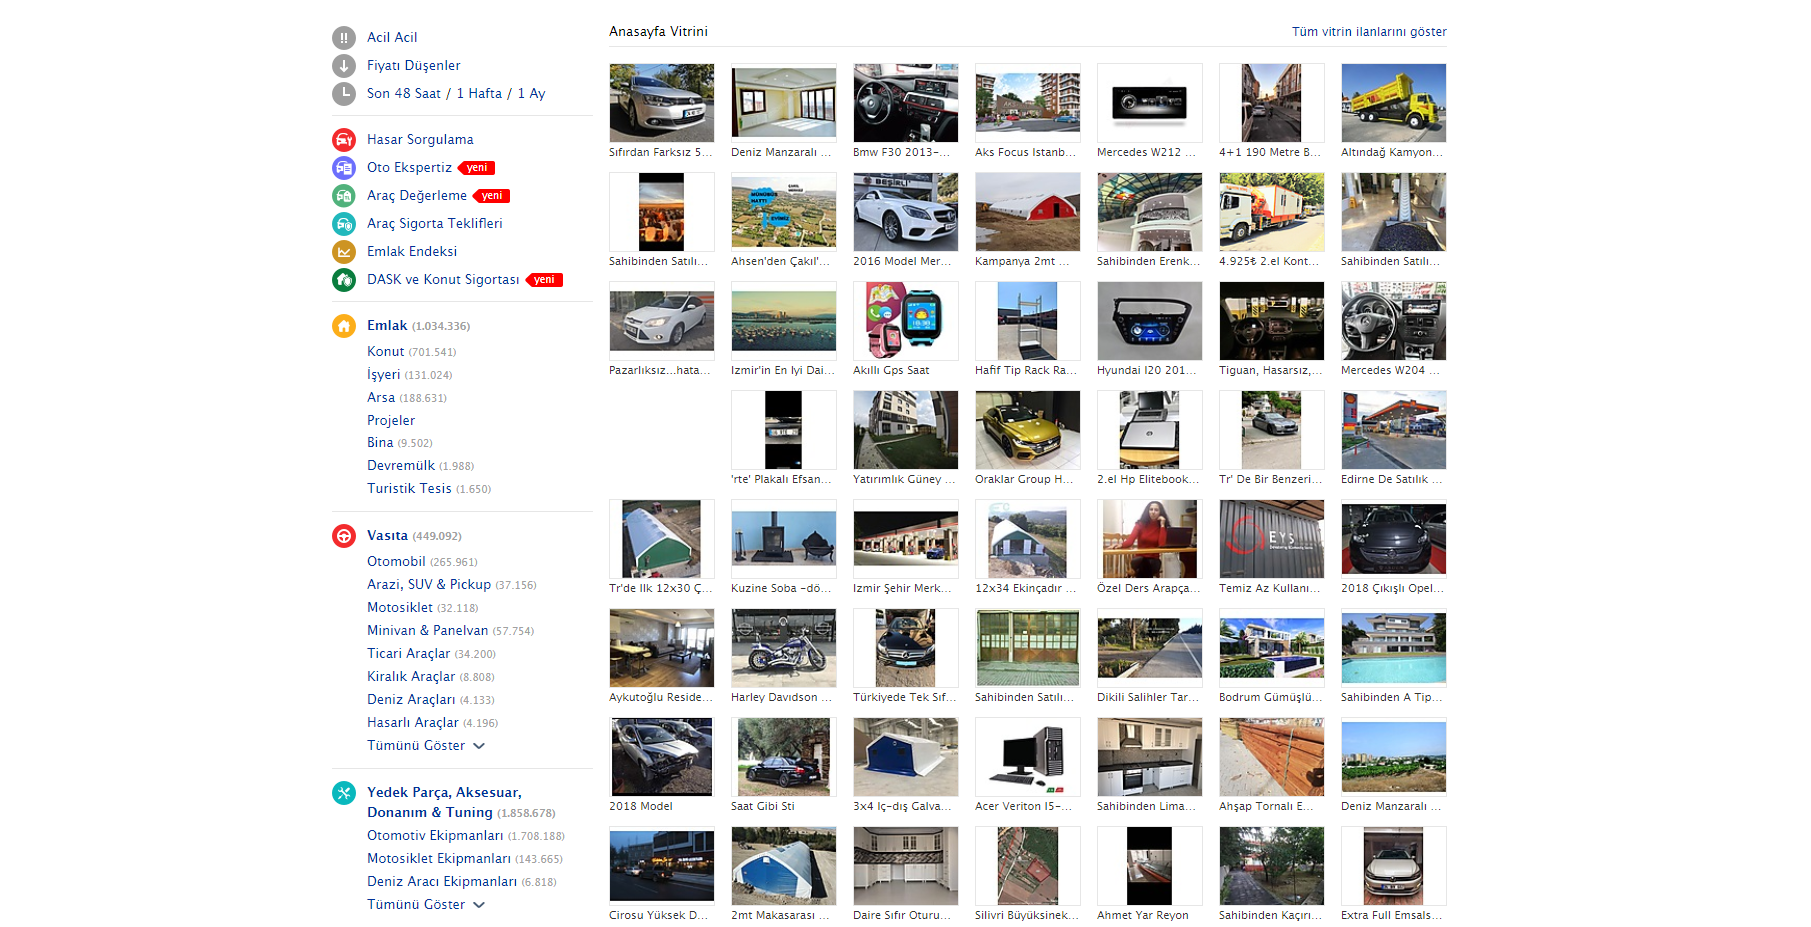 Acil Acil
Fiyatı Düşenler
Son 48 Saat / 1 Hafta / 1 Ay
Hasar Sorgulama
Oto Ekspertiz yeni
Araç Değerleme yeni
Araç Sigorta Teklifleri
Emlak Endeksi
DASK ve Konut Sigortası yeni
Emlak (1.034.336)
Konut (701.541)
İşyeri (131.024)
Arsa (188.631)
Projeler
Bina (9.502)
Devremülk (1.988)
Turistik Tesis (1.650)
Vasıta (449.092)
Otomobil (265.961)
Arazi, SUV & Pickup (37.156)
Motosiklet (32.118)
Minivan & Panelvan (57.754)
Ticari Araçlar (34.200)
Kiralık Araçlar (8.808)
Deniz Araçları (4.133)
Hasarlı Araçlar (4.196)
Tümünü Göster
Yedek Parça, Aksesuar,
Donanım & Tuning (1.858.678)
Otomotiv Ekipmanları (1.708.188)
Motosiklet Ekipmanları (143.665)
Deniz Aracı Ekipmanları (6.818)
Tümünü Göster
Anasayfa Vitrini
Tüm vitrin ilanlarını göster
Sıfırdan Farksız 5...
Deniz Manzaralı ...
Bmw F30 2013-...
Aks Focus Istanb...
Mercedes W212 ...
4+1 190 Metre B...
Altındağ Kamyon...
BEŞİRLİ
MİNÜBÜS
HATTI
EVİMİZ
Sahibinden Satılı...
Ahsen'den Çakıl'...
2016 Model Mer...
Kampanya 2mt ...
Sahibinden Erenk...
4.925₺ 2.el Kont...
Sahibinden Satılı...
Pazarlıksız...hata...
Izmir'in En Iyi Dai...
Akıllı Gps Saat
Hafif Tip Rack Ra...
Hyundai I20 201...
Tiguan, Hasarsız,...
Mercedes W204 ...
'rte' Plakalı Efsan...
Yatırımlık Güney ...
Oraklar Group H...
2.el Hp Elitebook...
Tr' De Bir Benzeri...
Edirne De Satılık ...
EYS
Tr'de Ilk 12x30 Ç...
Kuzine Soba -dö...
Izmir Şehir Merk...
12x34 Ekinçadır ...
Özel Ders Arapça...
Temiz Az Kullanı...
2018 Çıkışlı Opel...
Aykutoğlu Reside...
Harley Davıdson ...
Türkiyede Tek Sıf...
Sahibinden Satılı...
Dikili Salihler Tar...
Bodrum Gümüşlü...
Sahibinden A Tip...
2018 Model
Saat Gibi Sti
3x4 Iç-dış Galva...
Acer Veriton I5-...
Sahibinden Lima...
Ahşap Tornalı E...
Deniz Manzaralı ...
Cirosu Yüksek D...
2mt Makasarası ...
Daire Sıfır Oturu...
Silivri Büyüksinek...
Ahmet Yar Reyon
Sahibinden Kaçırı...
Extra Full Emsals...